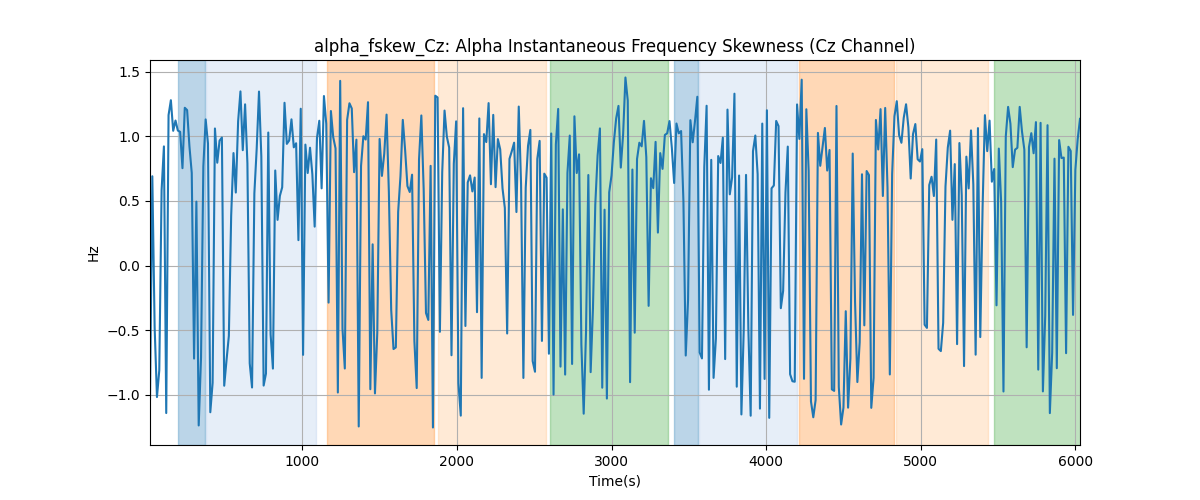 alpha_fskew_Cz: Alpha Instantaneous Frequency Skewness (Cz Channel)
1.5
1.0
0.5
0.0
−0.5
−1.0
Hz
1000 2000 3000 4000 5000 6000
Time(s)